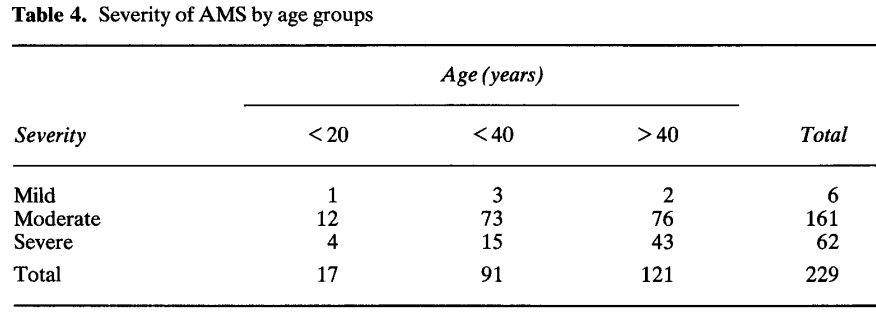 Table 4. Severity of AMS by age groups
Age (years)
Severity <20 <40 >40 Total
Mild 1 3 2 6
Moderate 12 73 76 161
Severe 4 15 43 62
Total 17 91 121 229